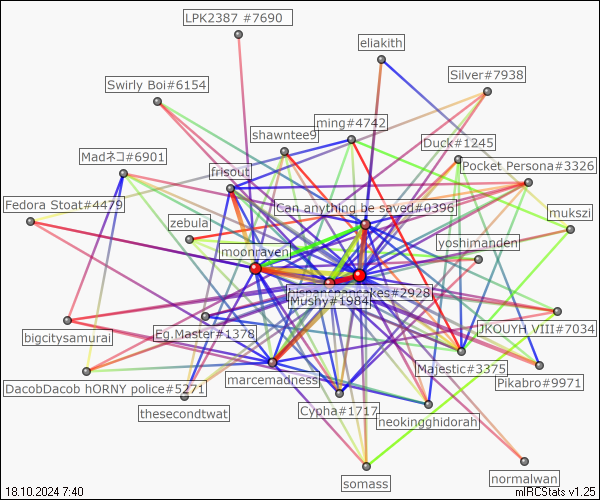 LPK2387 #7690
eliakith
Silver#7938
Swirly Boi#6154
ming#4742
shawntee9
Duck#1245
Madネコ#6901
Pocket Persona#3326
frisout
Fedora Stoat#4479
Can anything be saved#0396
mukszi
zebula
yoshimanden
moonraven
hispanspancakes#2928
Mushy#1984
JKOUYH VIII#7034
bigcitysamurai
Eg.Master#1378
Majestic#3375
marcemadness
Pikabro#9971
DacobDacob hORNY police#5271
thesecondtwat
Cypha#1717
neokingghidorah
somass
normalwan
18.10.2024 7:40
mIRCStats v1.25